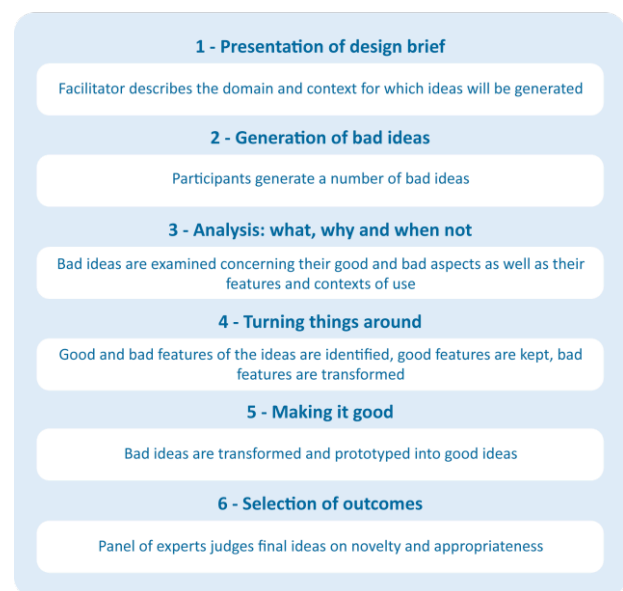 1 - Presentation of design brief
Facilitator describes the domain and context for which ideas will be generated
2 - Generation of bad ideas
Participants generate a number of bad ideas
3 - Analysis: what, why and when not
Bad ideas are examined concerning their good and bad aspects as well as their
features and contexts of use
4 - Turning things around
Good and bad features of the ideas are identified, good features are kept, bad
features are transformed
5 - Making it good
Bad ideas are transformed and prototyped into good ideas
6 - Selection of outcomes
Panel of experts judges final ideas on novelty and appropriateness